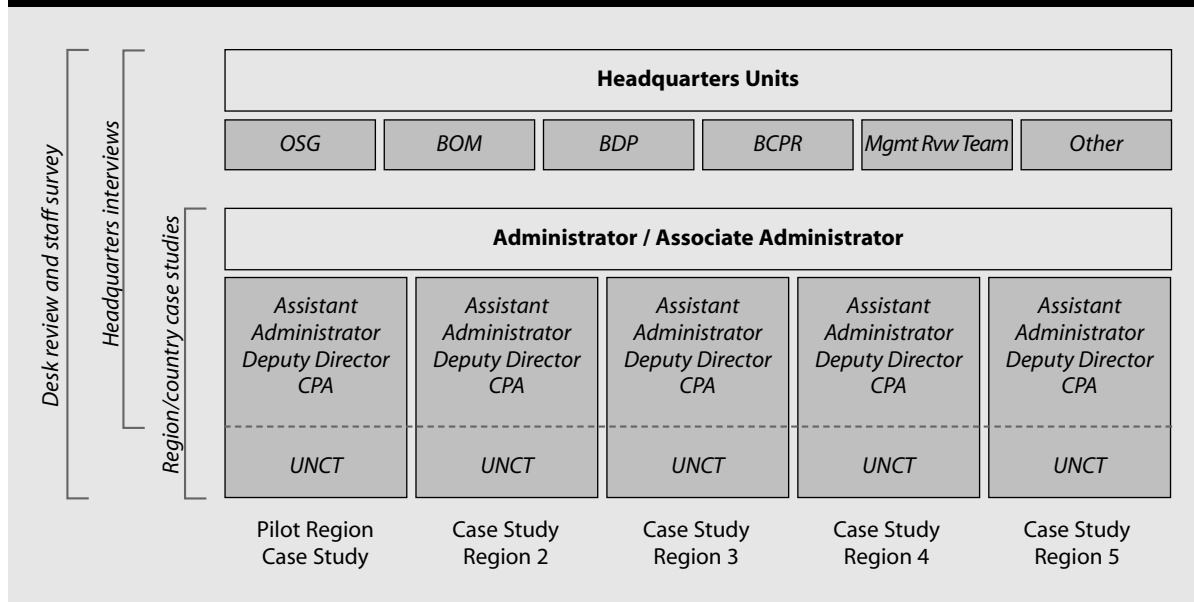 Desk review and staff survey
Headquarters interviews
Region/country case studies
Headquarters Units
OSG
BOM
BDP
BCPR
Mgmt Rvw Team
Other
Administrator / Associate Administrator
Assistant
Administrator
Deputy Director
CPA
UNCT
Assistant
Administrator
Deputy Director
CPA
UNCT
Assistant
Administrator
Deputy Director
CPA
UNCT
Assistant
Administrator
Deputy Director
CPA
UNCT
Assistant
Administrator
Deputy Director
CPA
UNCT
Pilot Region
Case Study
Case Study
Region 2
Case Study
Region 3
Case Study
Region 4
Case Study
Region 5